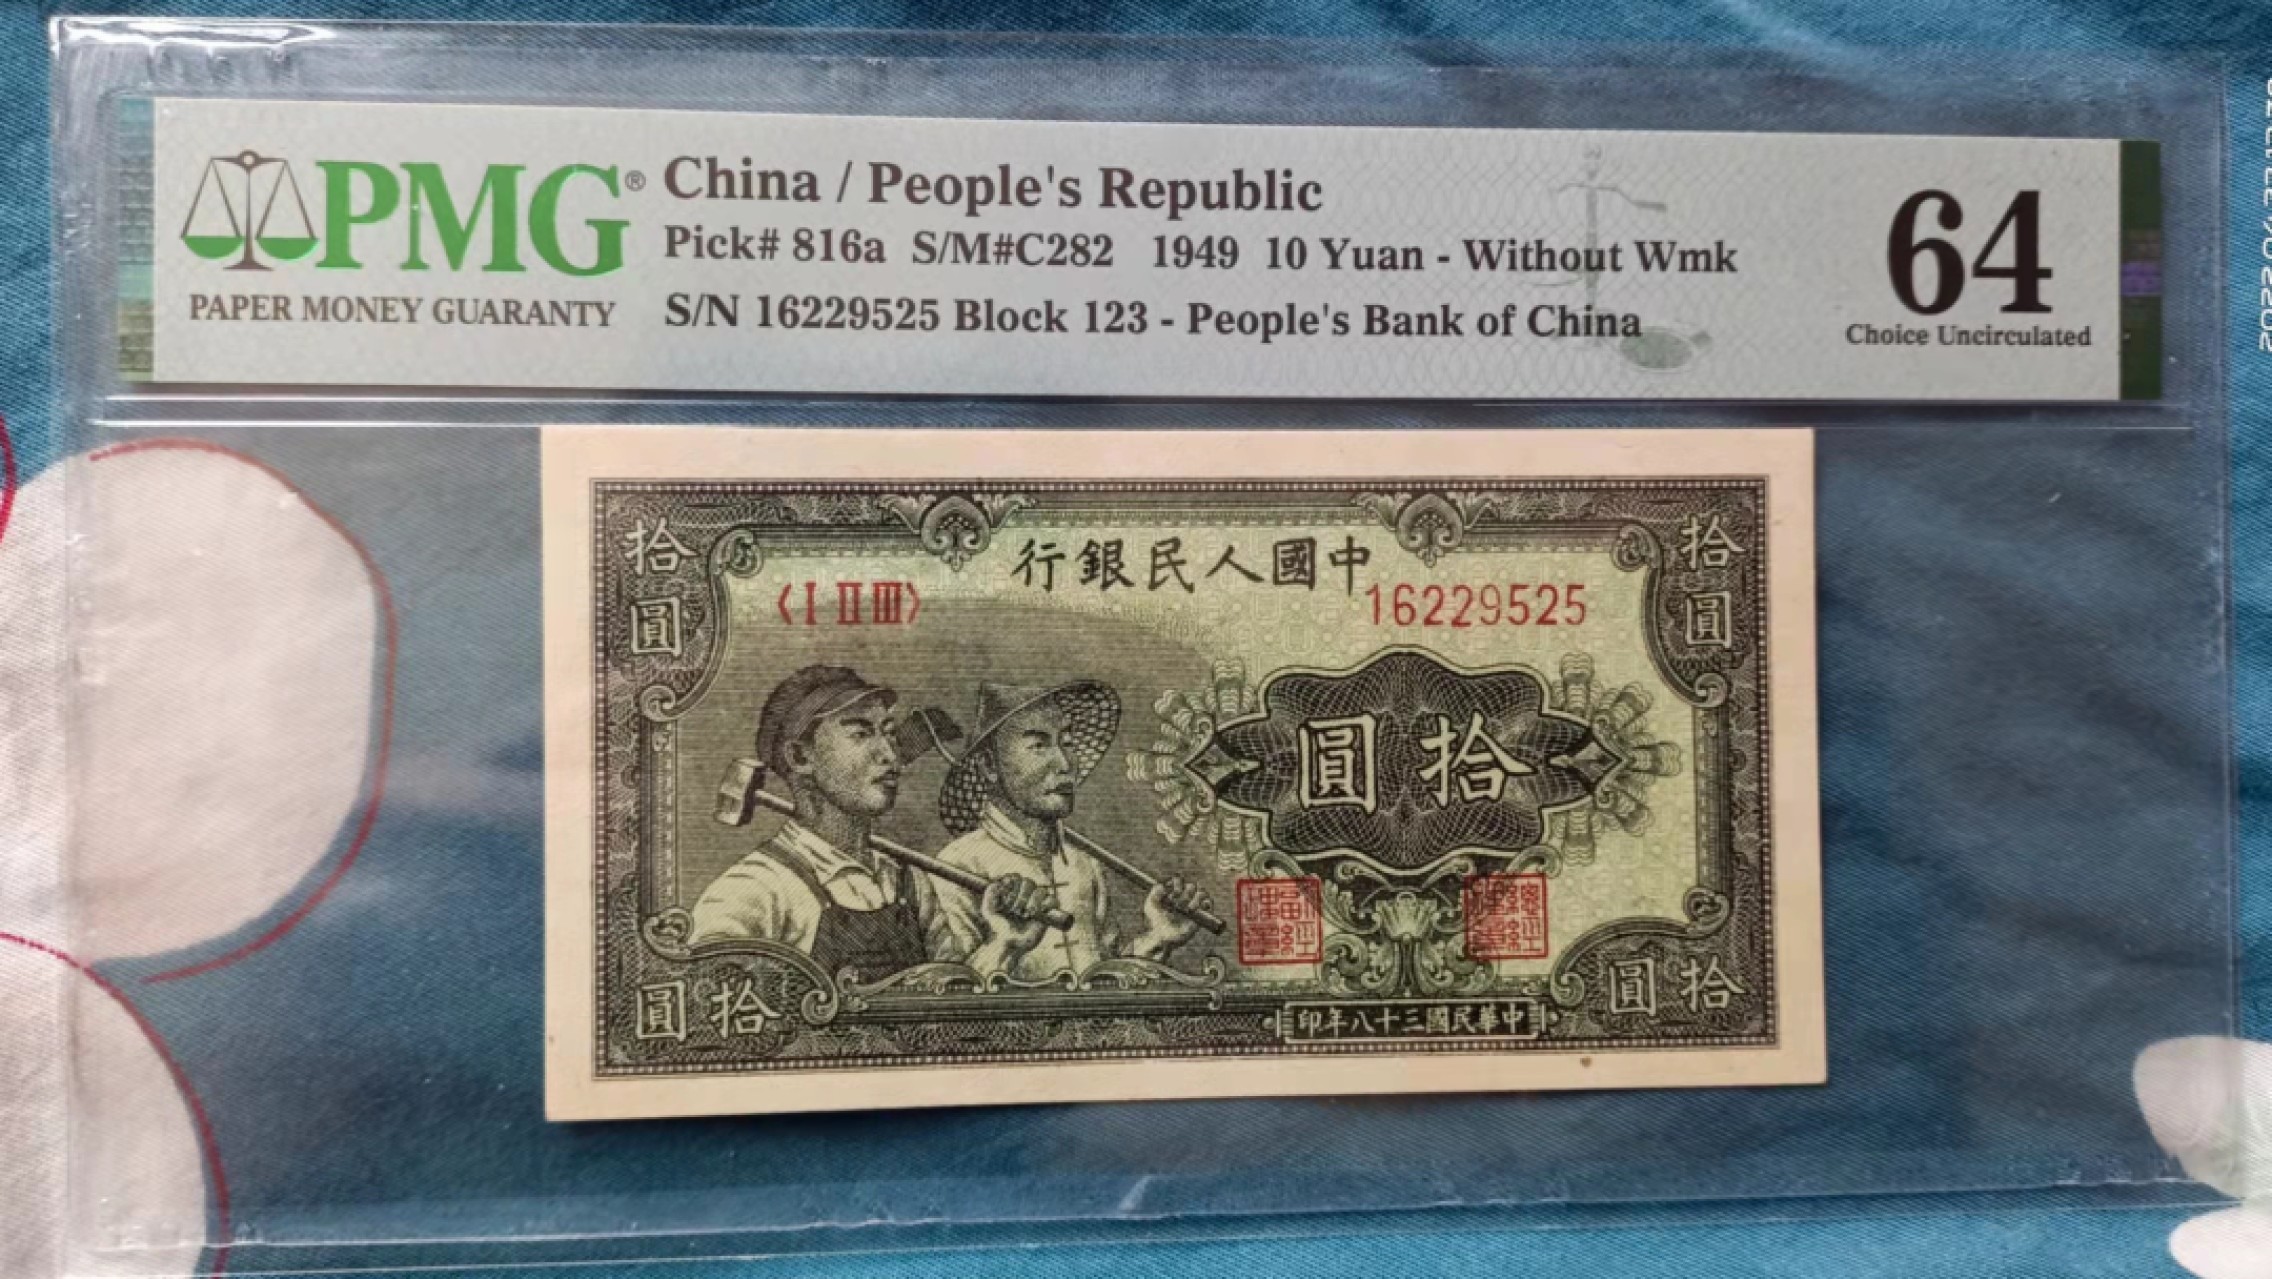 PMG®
PAPER MONEY GUARANTY
China / People's Republic
Pick# 816a S/M#C282 1949 10 Yuan - Without Wmk
S/N 16229525 Block 123 - People's Bank of China
64
Choice Uncirculated
行銀民人國中
〈I II III〉
16229525
拾圓
拾圓
圓拾
圓拾
圓拾
印年八十三國民華中